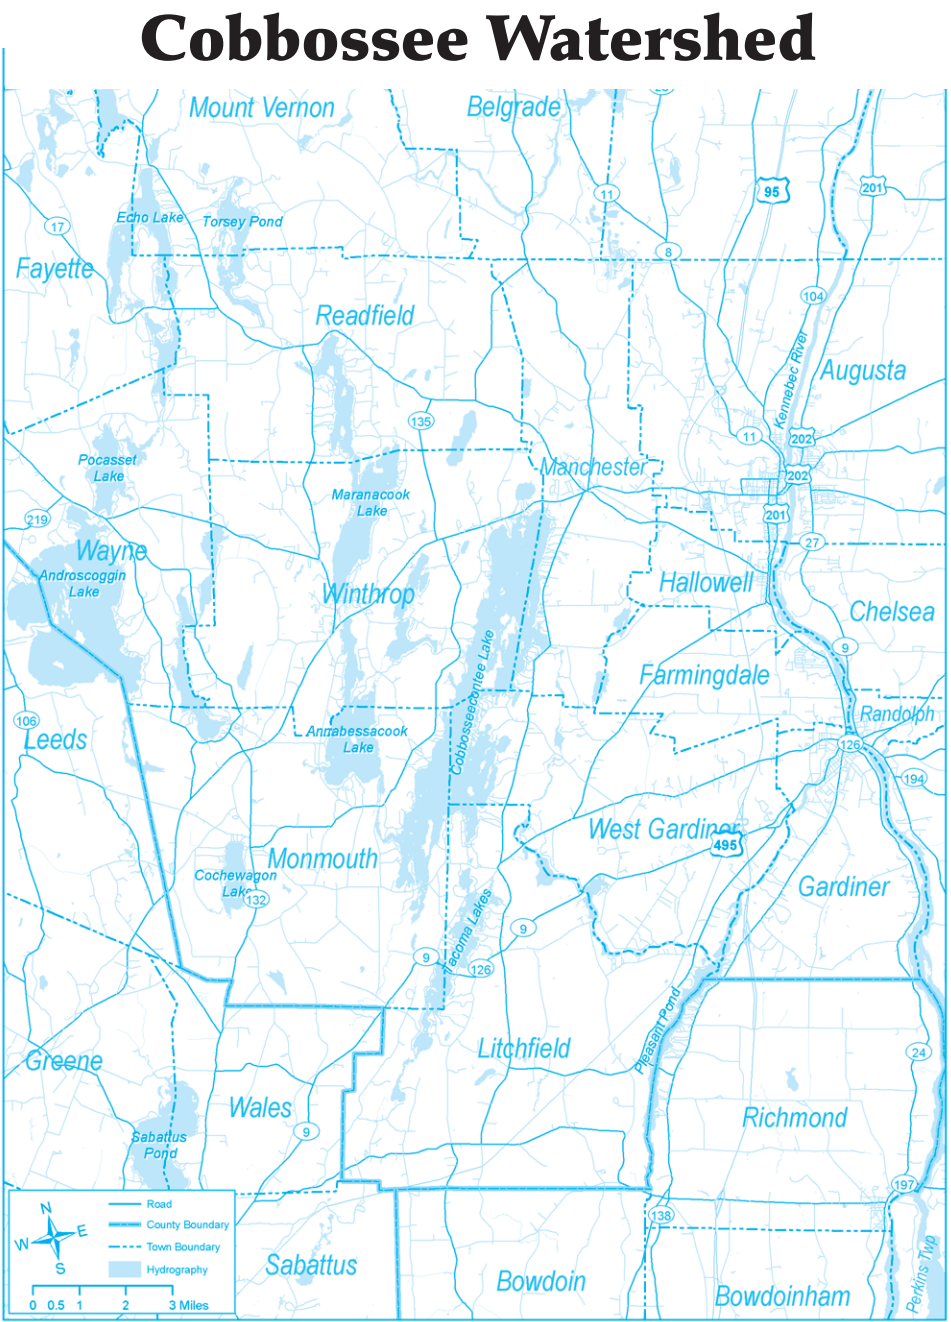 Cobbossee Watershed
Mount Vernon
Belgrade
95
201
11
Echo Lake
Torsey Pond
17
8
Fayette
104
Readfield
Kennebec River
Augusta
135
11
202
Pocasset
Lake
Manchester
202
Maranacook
Lake
219
201
27
Wayne
Androscoggin
Lake
Winthrop
Hallowell
Chelsea
9
Cobbosseecontee Lake
Farmingdale
Randolph
106
Leeds
Annabessacook
Lake
126
194
West Gardiner
495
Monmouth
Cochewagon
Lake
132
Gardiner
Tacoma Lakes
9
9
126
Pleasant Pond
Litchfield
24
Greene
Wales
9
Richmond
Sabattus
Pond
197
138
Sabattus
Bowdoin
Bowdoinham
Perkins Twp
N
W
E
S
Road
County Boundary
Town Boundary
Hydrography
0 0.5 1 2 3 Miles